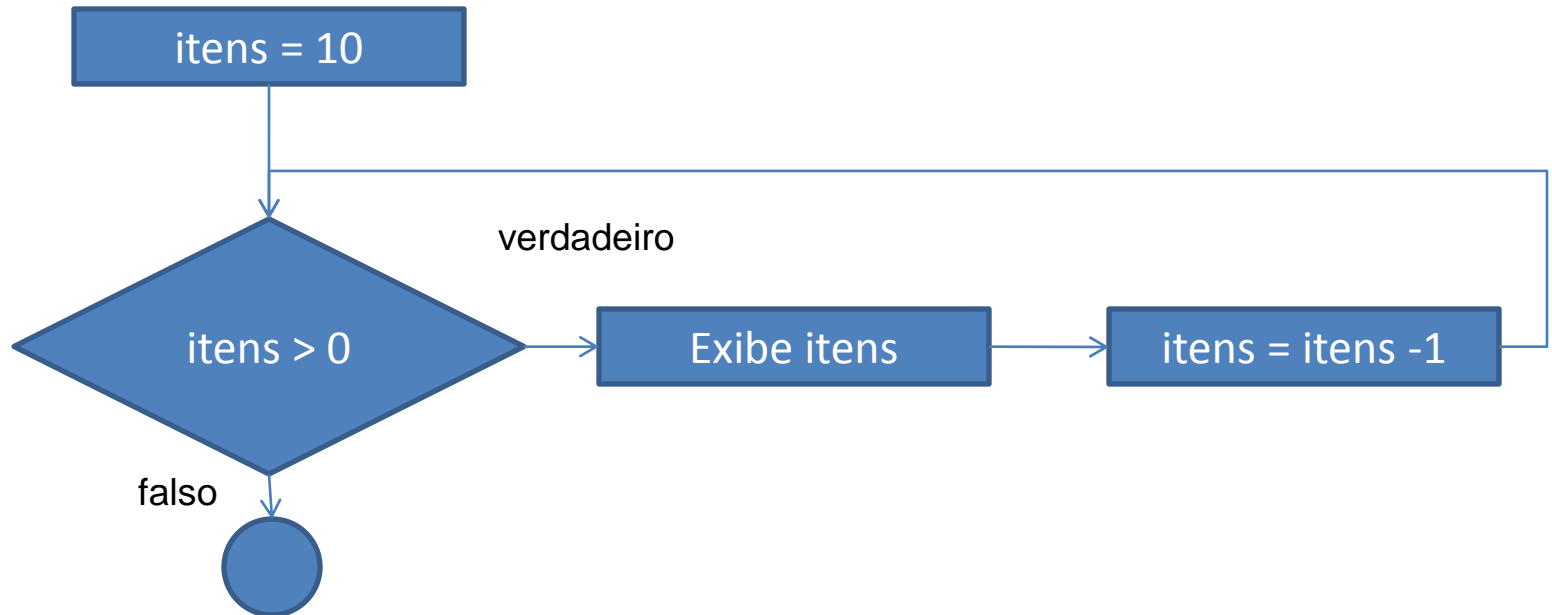 itens = 10
verdadeiro
itens > 0
Exibe itens
itens = itens -1
falso